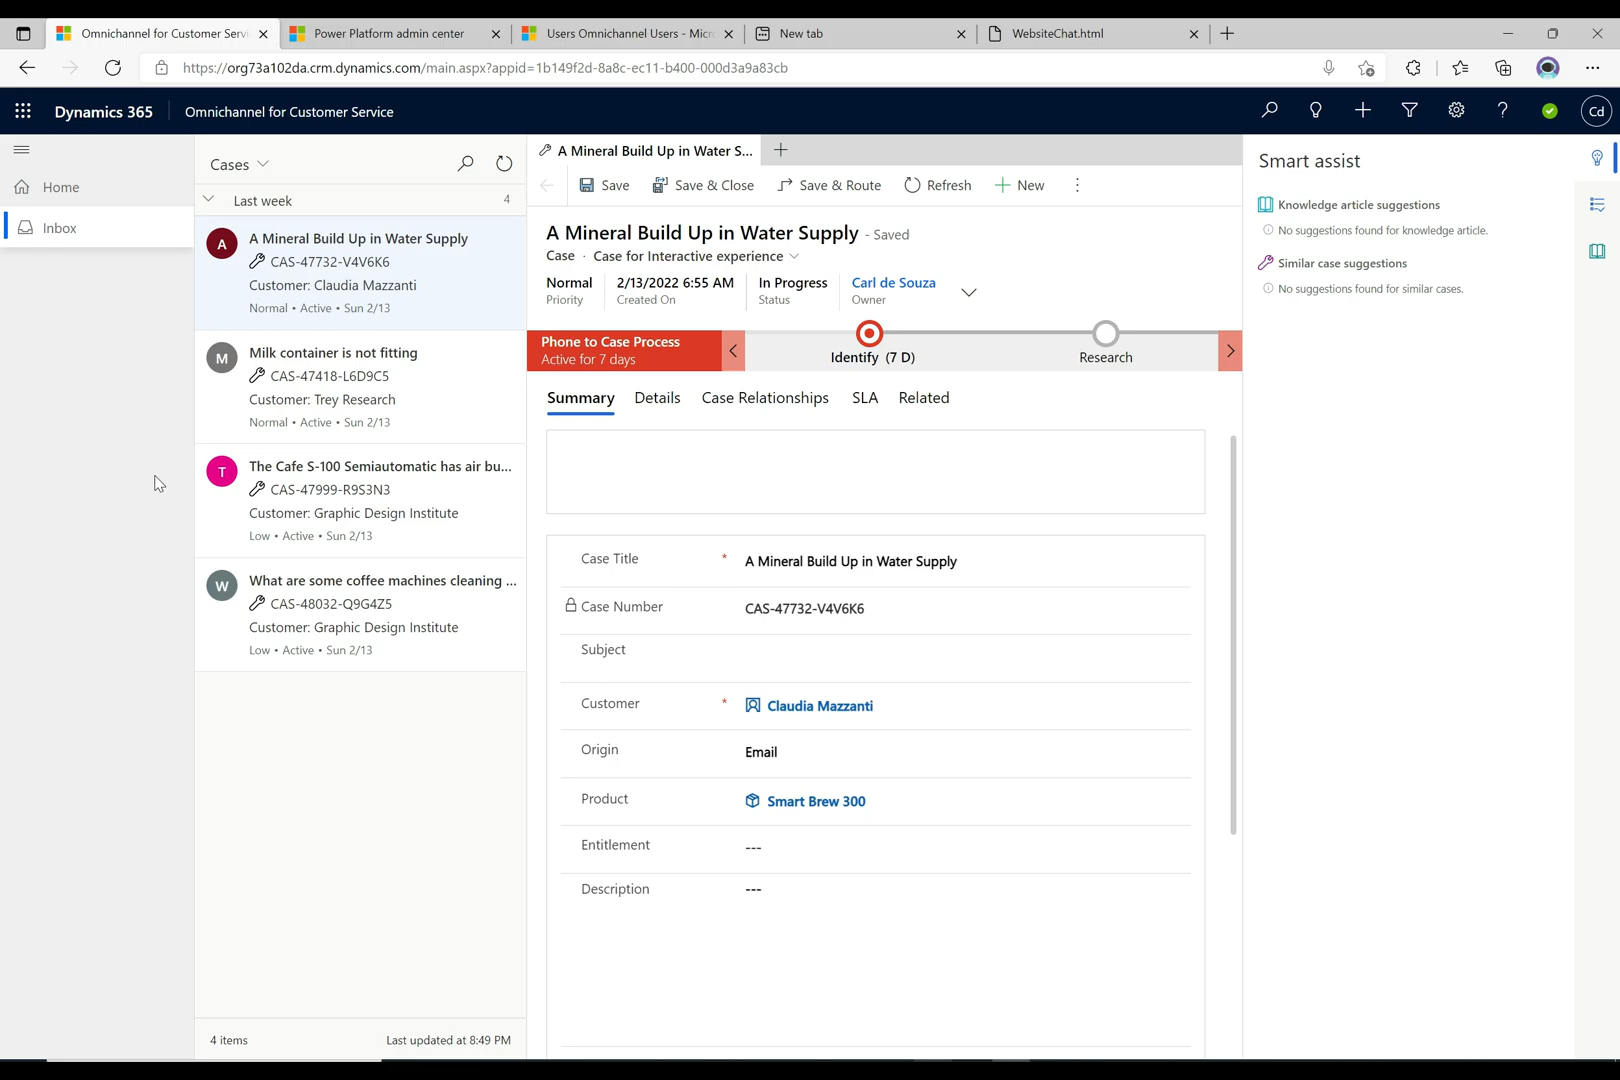 Omnichannel for Customer Servi
Power Platform admin center
Users Omnichannel Users - Micro
New tab
WebsiteChat.html
https://org73a102da.crm.dynamics.com/main.aspx?appid=1b149f2d-8a8c-ec11-b400-000d3a9a83cb
Dynamics 365
Omnichannel for Customer Service
Cd
Home
Inbox
Cases
Last week
4
A
A Mineral Build Up in Water Supply
CAS-47732-V4V6K6
Customer: Claudia Mazzanti
Normal • Active • Sun 2/13
M
Milk container is not fitting
CAS-47418-L6D9C5
Customer: Trey Research
Normal • Active • Sun 2/13
T
The Cafe S-100 Semiautomatic has air bu...
CAS-47999-R9S3N3
Customer: Graphic Design Institute
Low • Active • Sun 2/13
W
What are some coffee machines cleaning ...
CAS-48032-Q9G4Z5
Customer: Graphic Design Institute
Low • Active • Sun 2/13
4 items
Last updated at 8:49 PM
A Mineral Build Up in Water S...
Save
Save & Close
Save & Route
Refresh
New
A Mineral Build Up in Water Supply - Saved
Case · Case for Interactive experience
Normal
Priority
2/13/2022 6:55 AM
Created On
In Progress
Status
Carl de Souza
Owner
Phone to Case Process
Active for 7 days
Identify (7 D)
Research
Summary
Details
Case Relationships
SLA
Related
Case Title * A Mineral Build Up in Water Supply
Case Number CAS-47732-V4V6K6
Subject
Customer * Claudia Mazzanti
Origin Email
Product Smart Brew 300
Entitlement ---
Description ---
Smart assist
Knowledge article suggestions
No suggestions found for knowledge article.
Similar case suggestions
No suggestions found for similar cases.